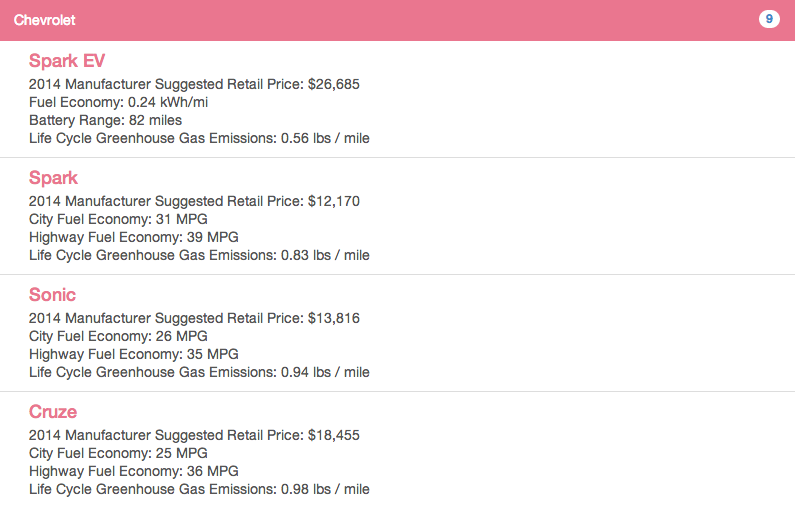 Chevrolet 9
Spark EV
2014 Manufacturer Suggested Retail Price: $26,685
Fuel Economy: 0.24 kWh/mi
Battery Range: 82 miles
Life Cycle Greenhouse Gas Emissions: 0.56 lbs / mile
Spark
2014 Manufacturer Suggested Retail Price: $12,170
City Fuel Economy: 31 MPG
Highway Fuel Economy: 39 MPG
Life Cycle Greenhouse Gas Emissions: 0.83 lbs / mile
Sonic
2014 Manufacturer Suggested Retail Price: $13,816
City Fuel Economy: 26 MPG
Highway Fuel Economy: 35 MPG
Life Cycle Greenhouse Gas Emissions: 0.94 lbs / mile
Cruze
2014 Manufacturer Suggested Retail Price: $18,455
City Fuel Economy: 25 MPG
Highway Fuel Economy: 36 MPG
Life Cycle Greenhouse Gas Emissions: 0.98 lbs / mile